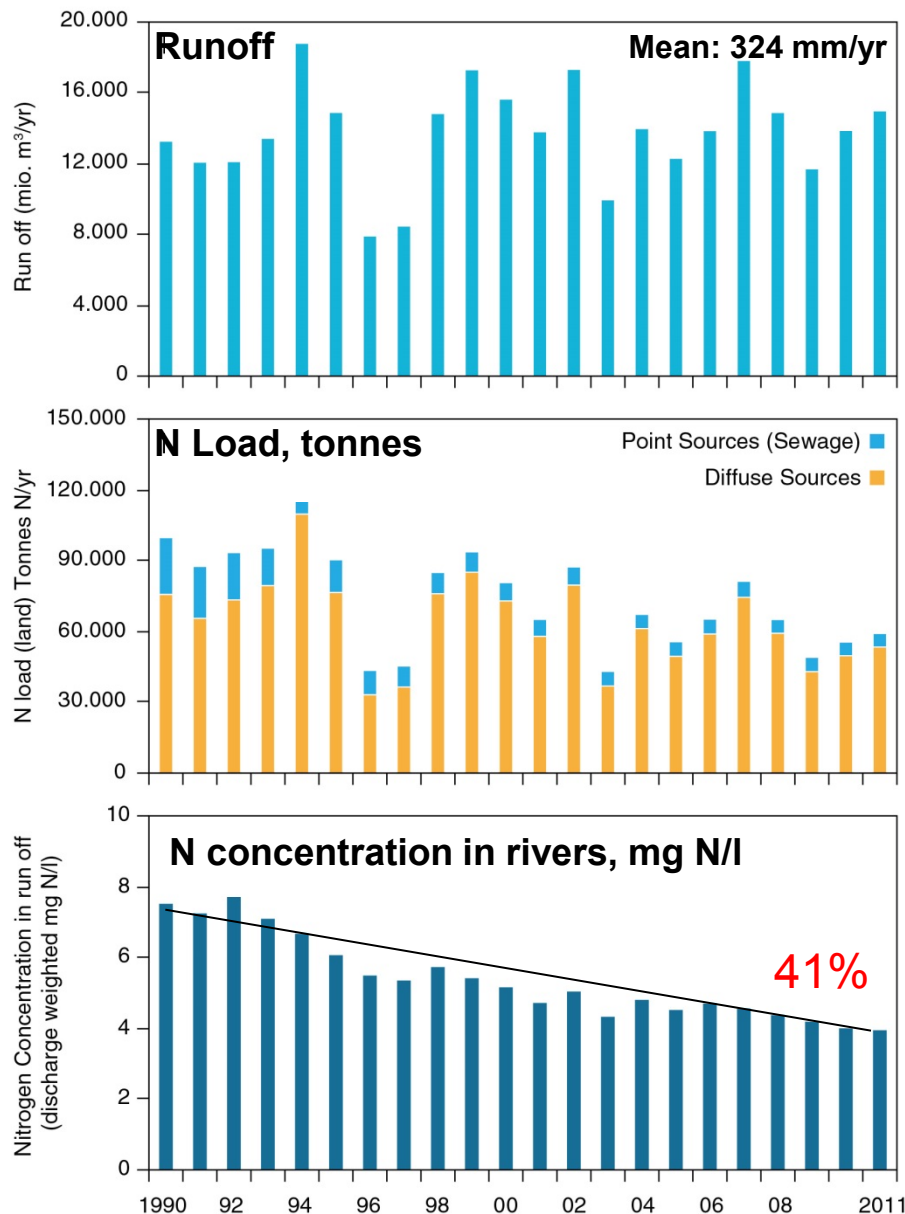 Runoff
Mean: 324 mm/yr
Run off (mio. m³/yr)
20.000
16.000
12.000
8.000
4.000
0
N Load, tonnes
Point Sources (Sewage)
Diffuse Sources
N load (land) Tonnes N/yr
150.000
120.000
90.000
60.000
30.000
0
N concentration in rivers, mg N/l
41%
Nitrogen Concentration in run off
(discharge weighted mg N/l)
10
8
6
4
2
0
1990 92 94 96 98 00 02 04 06 08 2011